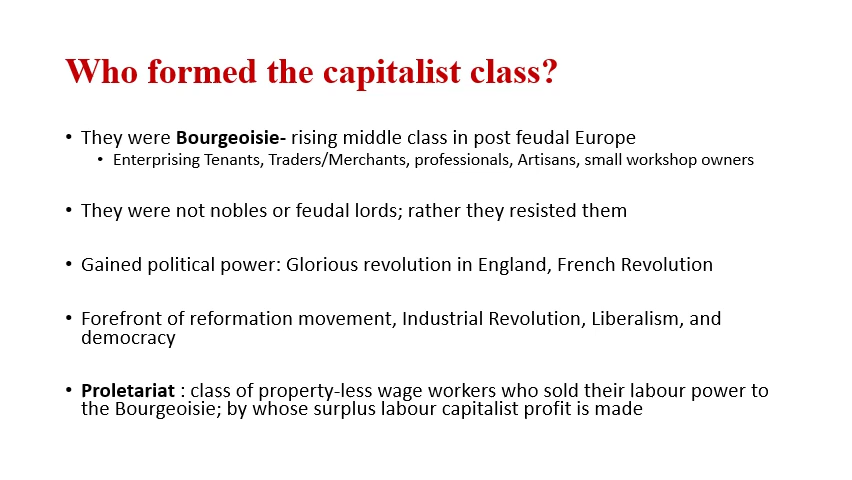 Who formed the capitalist class?
• They were Bourgeoisie- rising middle class in post feudal Europe
• Enterprising Tenants, Traders/Merchants, professionals, Artisans, small workshop owners
• They were not nobles or feudal lords; rather they resisted them
• Gained political power: Glorious revolution in England, French Revolution
• Forefront of reformation movement, Industrial Revolution, Liberalism, and
democracy
• Proletariat : class of property-less wage workers who sold their labour power to
the Bourgeoisie; by whose surplus labour capitalist profit is made